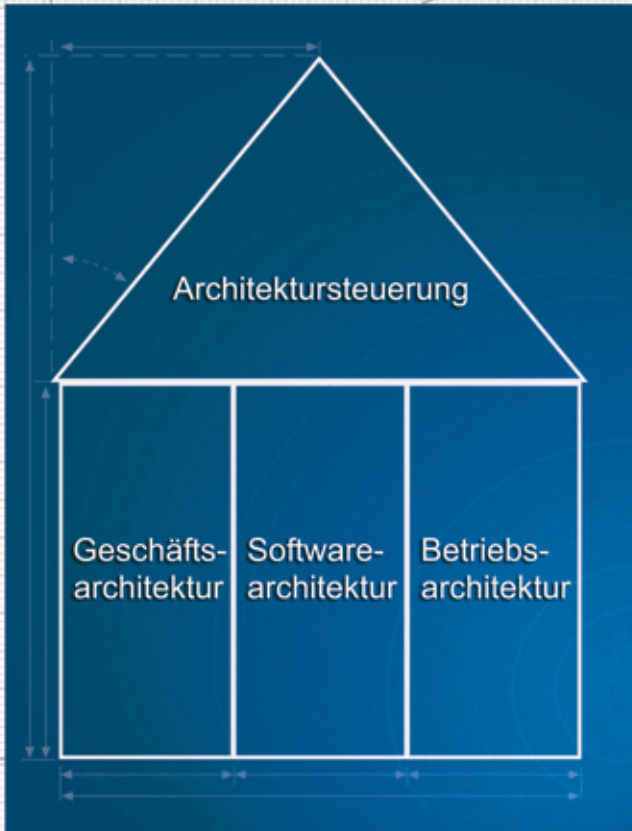 Architektursteuerung
Geschäfts-
architektur
Software-
architektur
Betriebs-
architektur